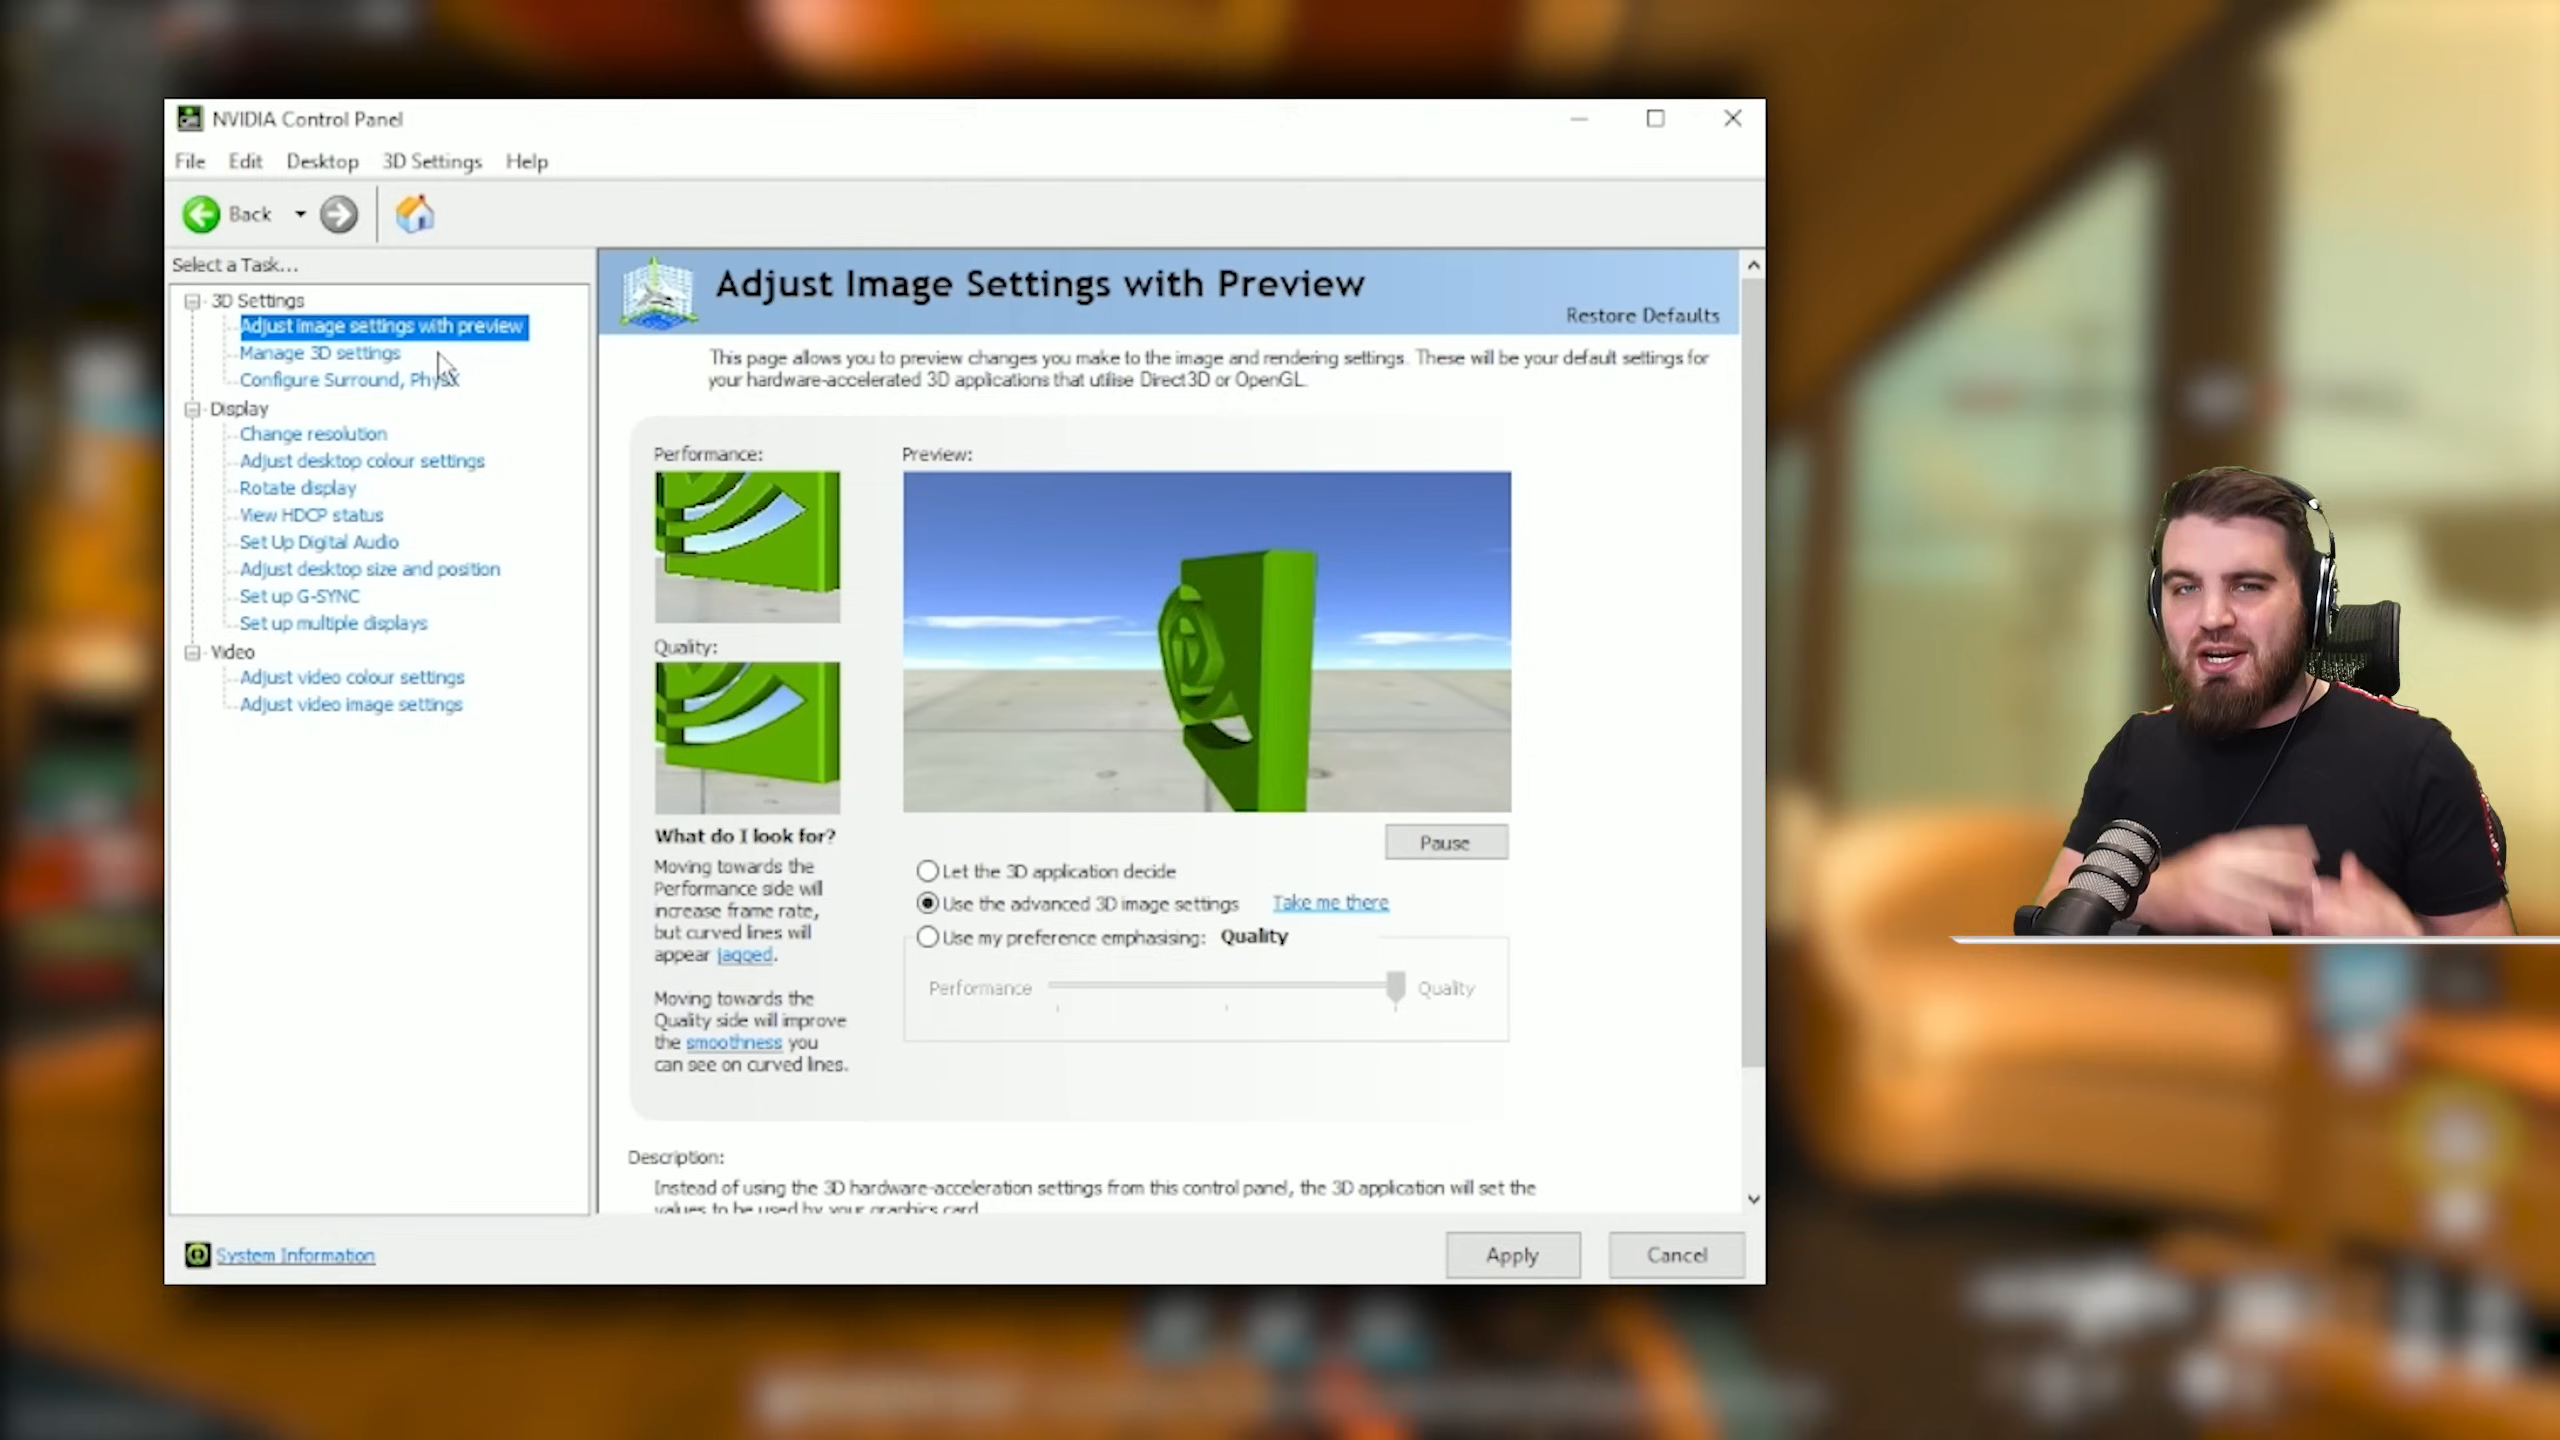 NVIDIA Control Panel
File Edit Desktop 3D Settings Help
Back
Select a Task...
3D Settings
Adjust image settings with preview
Manage 3D settings
Configure Surround, PhysX
Display
Change resolution
Adjust desktop colour settings
Rotate display
View HDCP status
Set Up Digital Audio
Adjust desktop size and position
Set up G-SYNC
Set up multiple displays
Video
Adjust video colour settings
Adjust video image settings
System Information
Adjust Image Settings with Preview
Restore Defaults
This page allows you to preview changes you make to the image and rendering settings. These will be your default settings for
your hardware-accelerated 3D applications that utilise Direct3D or OpenGL.
Performance:
Quality:
What do I look for?
Moving towards the
Performance side will
increase frame rate,
but curved lines will
appear jagged.
Moving towards the
Quality side will improve
the smoothness you
can see on curved lines.
Preview:
Pause
Let the 3D application decide
Use the advanced 3D image settings Take me there
Use my preference emphasising: Quality
Performance Quality
Description:
Instead of using the 3D hardware-acceleration settings from this control panel, the 3D application will set the
values to be used by your graphics card
Apply Cancel